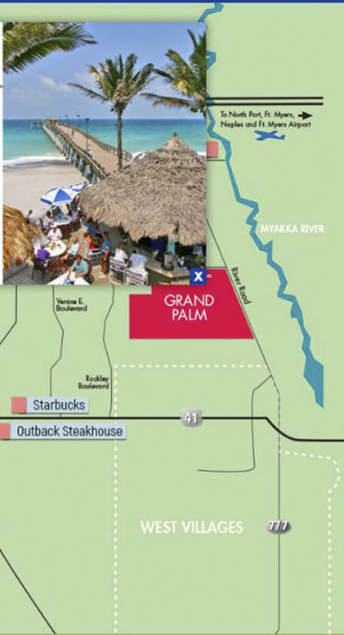 To North Port, Ft. Myers,
Naples and Ft Myers Airport
MYAKKA RIVER
X
River Road
GRAND
PALM
Venice E.
Boulevard
Rockley
Boulevard
Starbucks
41
Outback Steakhouse
WEST VILLAGES
777